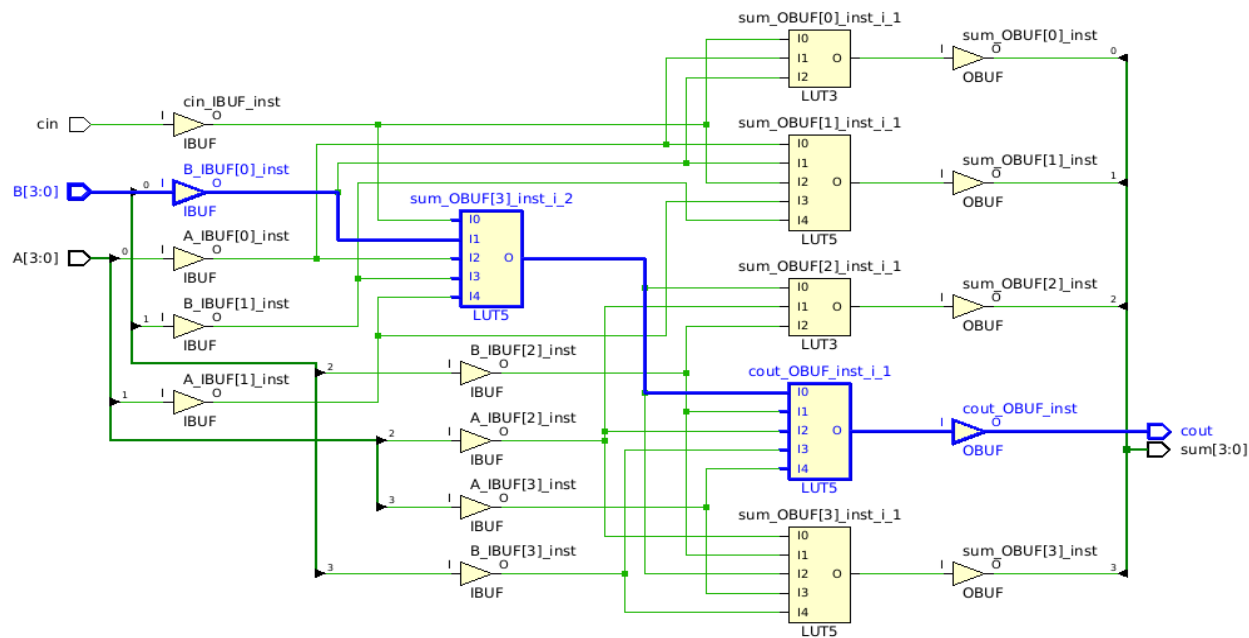 sum_OBUF[0]_inst_i_1
I0
I1 O
I2
LUT3
sum_OBUF[0]_inst
I O
OBUF
0
cin
cin_IBUF_inst
I O
IBUF
sum_OBUF[1]_inst_i_1
I0
I1
I2 O
I3
I4
LUT5
sum_OBUF[1]_inst
I O
OBUF
1
B[3:0]
0
B_IBUF[0]_inst
I O
IBUF
sum_OBUF[3]_inst_i_2
I0
I1
I2 O
I3
I4
LUT5
A[3:0]
0
A_IBUF[0]_inst
I O
IBUF
sum_OBUF[2]_inst_i_1
I0
I1 O
I2
LUT3
sum_OBUF[2]_inst
I O
OBUF
2
1
B_IBUF[1]_inst
I O
IBUF
2
B_IBUF[2]_inst
I O
IBUF
1
A_IBUF[1]_inst
I O
IBUF
cout_OBUF_inst_i_1
I0
I1
I2 O
I3
I4
LUT5
cout_OBUF_inst
I O
OBUF
cout
sum[3:0]
2
A_IBUF[2]_inst
I O
IBUF
3
A_IBUF[3]_inst
I O
IBUF
3
B_IBUF[3]_inst
I O
IBUF
sum_OBUF[3]_inst_i_1
I0
I1
I2 O
I3
I4
LUT5
sum_OBUF[3]_inst
I O
OBUF
3